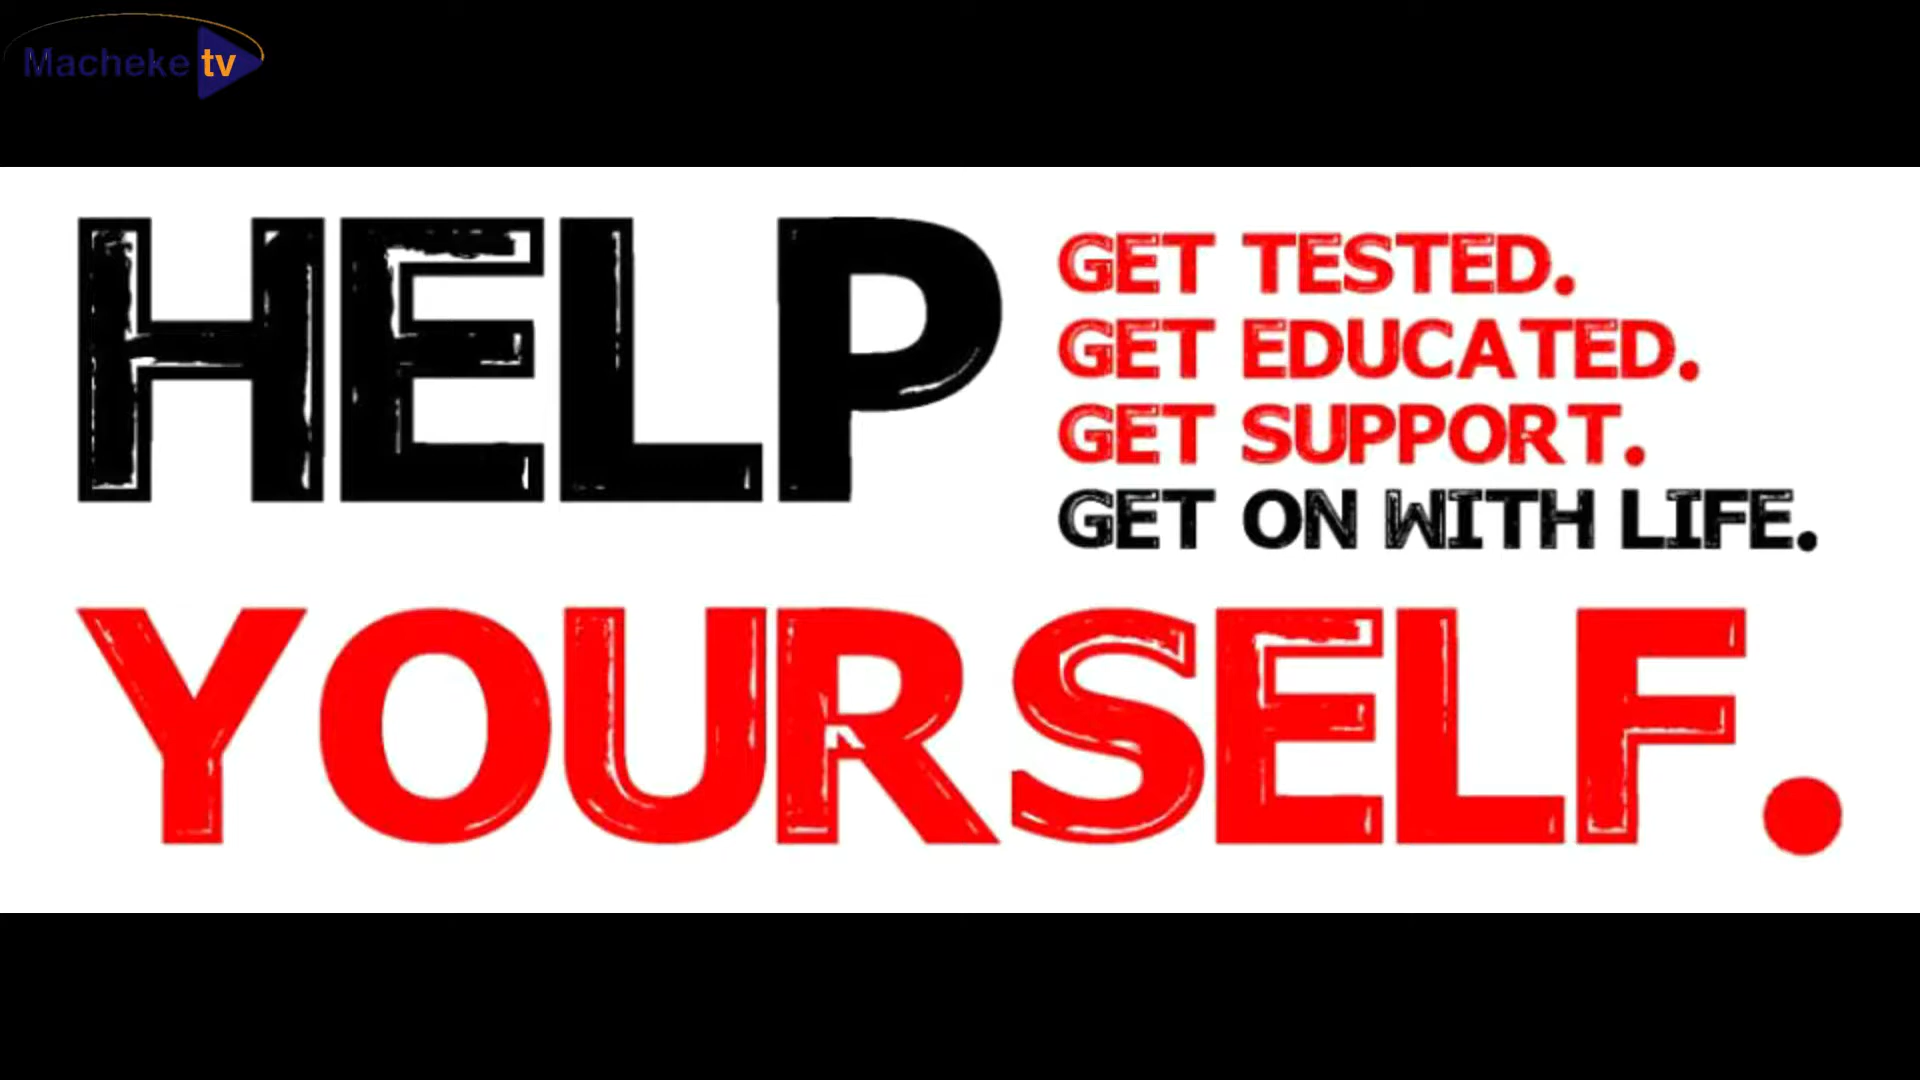 Macheke tv
HELP
GET TESTED.
GET EDUCATED.
GET SUPPORT.
GET ON WITH LIFE.
YOURSELF.